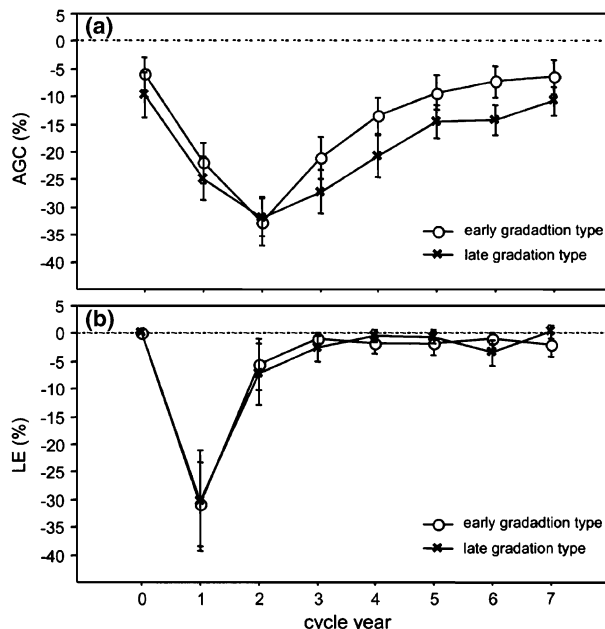 (a)
5
0
-5
-10
-15
-20
-25
-30
-35
-40
AGC (%)
early gradadtion type
late gradation type
(b)
5
0
-5
-10
-15
-20
-25
-30
-35
-40
LE (%)
early gradadtion type
late gradation type
0 1 2 3 4 5 6 7
cycle year